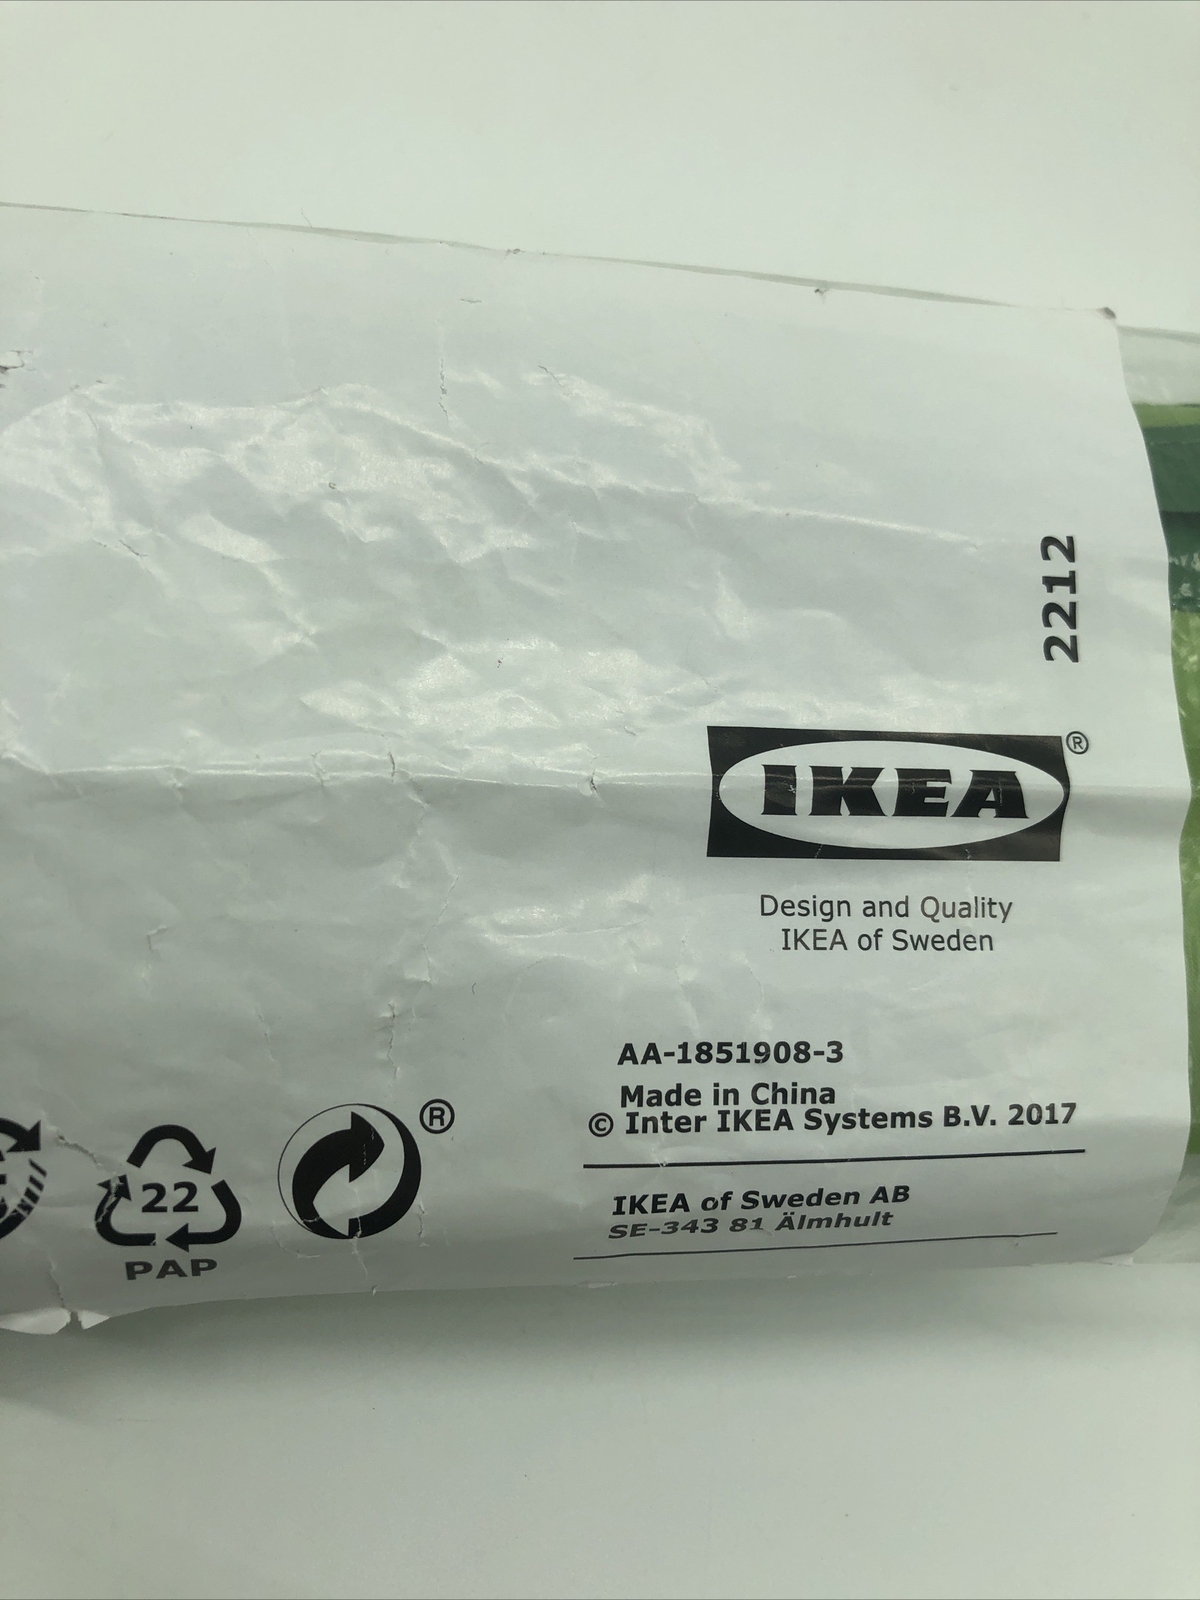 2212
IKEA®
Design and Quality
IKEA of Sweden
AA-1851908-3
Made in China
© Inter IKEA Systems B.V. 2017
IKEA of Sweden AB
SE-343 81 Älmhult
®
22
PAP